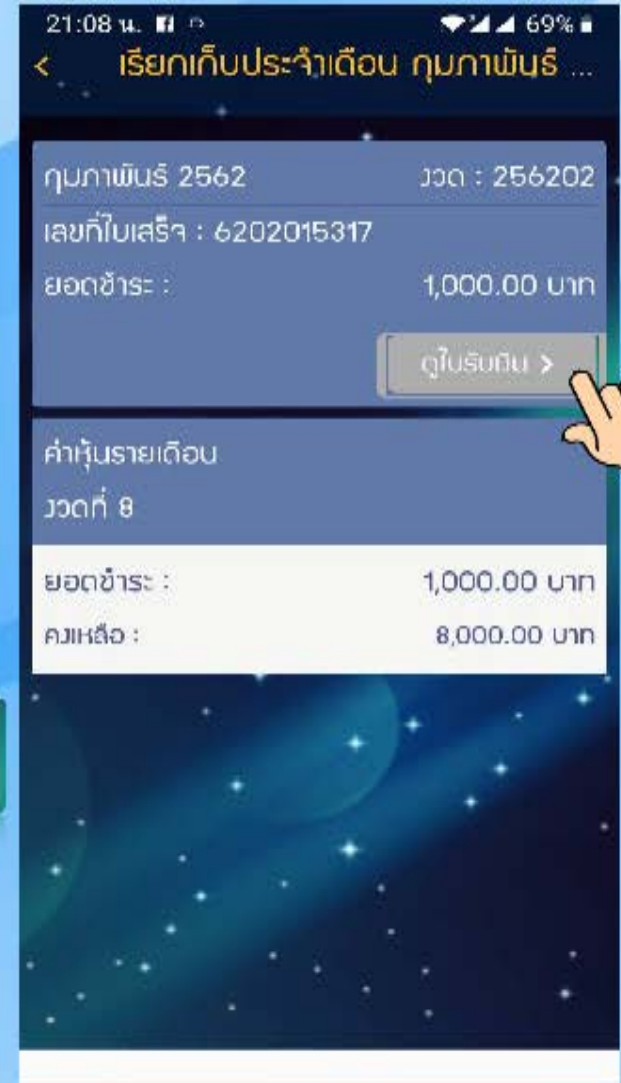 21:08 น. 69%
< เรียกเก็บประจำเดือน กุมภาพันธ์ ...
กุมภาพันธ์ 2562 งวด : 256202
เลขที่ใบเสร็จ : 6202015317
ยอดชำระ : 1,000.00 บาท
ดูใบรับเงิน >
ค่าหุ้นรายเดือน
งวดที่ 8
ยอดชำระ : 1,000.00 บาท
คงเหลือ : 8,000.00 บาท